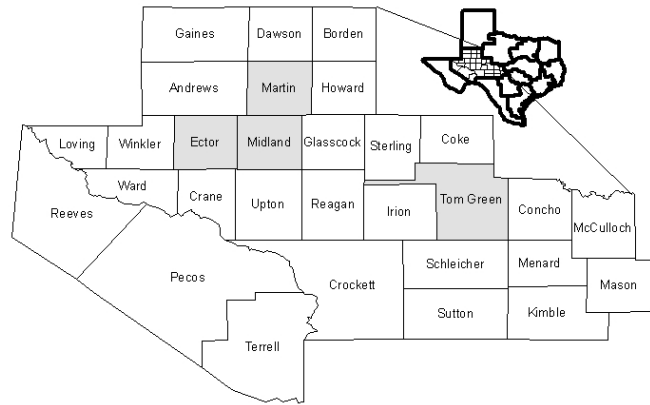 Gaines
Dawson
Borden
Andrews
Martin
Howard
Loving
Winkler
Ector
Midland
Glasscock
Sterling
Coke
Ward
Crane
Upton
Reagan
Irion
Tom Green
Concho
McCulloch
Reeves
Pecos
Crockett
Schleicher
Menard
Mason
Sutton
Kimble
Terrell